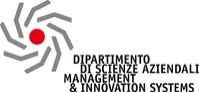 DIPARTIMENTO
DI SCIENZE AZIENDALI
MANAGEMENT
& INNOVATION SYSTEMS